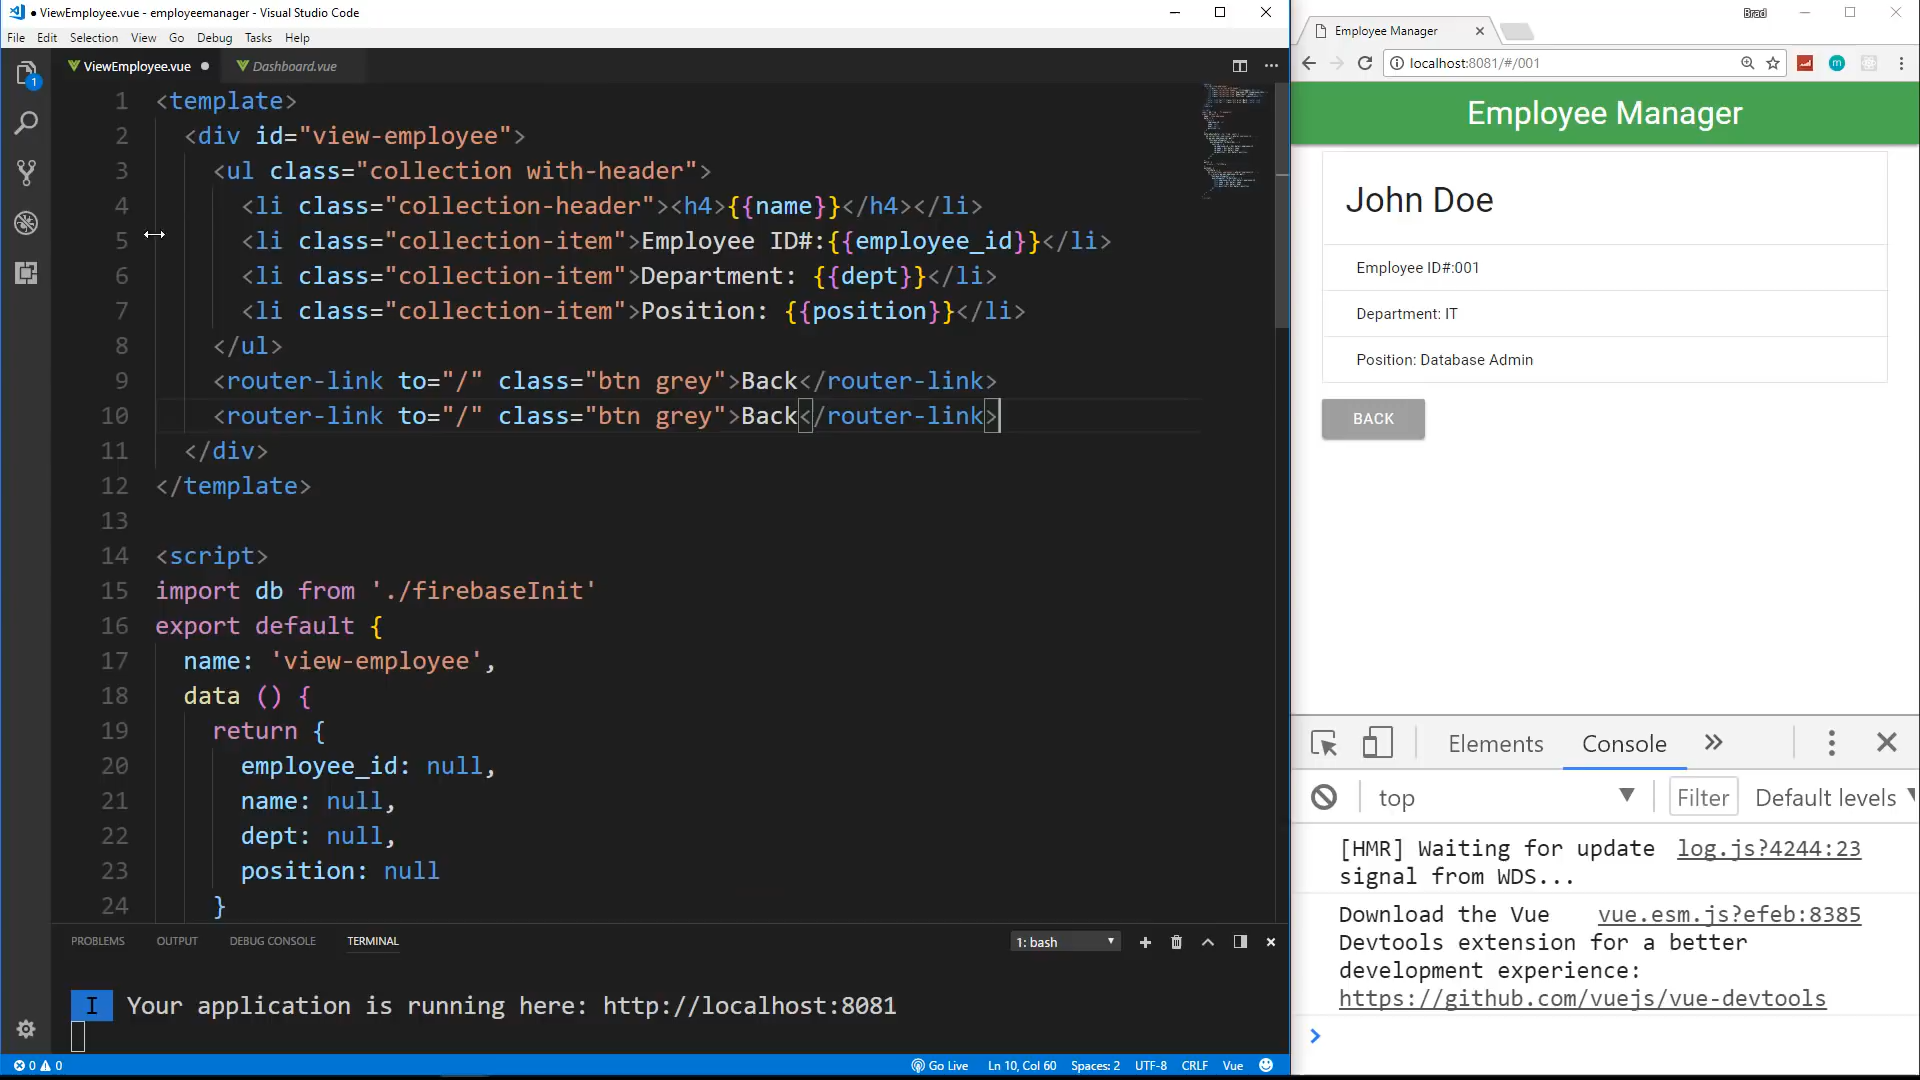 ViewEmployee.vue - employeemanager - Visual Studio Code
File Edit Selection View Go Debug Tasks Help
ViewEmployee.vue
Dashboard.vue
1 <template>
2 <div id="view-employee">
3 <ul class="collection with-header">
4 <li class="collection-header"><h4>{{name}}</h4></li>
5 <li class="collection-item">Employee ID#:{{employee_id}}</li>
6 <li class="collection-item">Department: {{dept}}</li>
7 <li class="collection-item">Position: {{position}}</li>
8 </ul>
9 <router-link to="/" class="btn grey">Back</router-link>
10 <router-link to="/" class="btn grey">Back</router-link>
11 </div>
12 </template>
13
14 <script>
15 import db from './firebaseInit'
16 export default {
17 name: 'view-employee',
18 data () {
19 return {
20 employee_id: null,
21 name: null,
22 dept: null,
23 position: null
24 }
PROBLEMS OUTPUT DEBUG CONSOLE TERMINAL
1: bash
I Your application is running here: http://localhost:8081
0 0
Go Live Ln 10, Col 60 Spaces: 2 UTF-8 CRLF Vue
1
Brad
Employee Manager
localhost:8081/#/001
Employee Manager
John Doe
Employee ID#:001
Department: IT
Position: Database Admin
BACK
Elements Console
top
Filter
Default levels
[HMR] Waiting for update log.js?4244:23
signal from WDS...
Download the Vue vue.esm.js?efeb:8385
Devtools extension for a better
development experience:
https://github.com/vuejs/vue-devtools